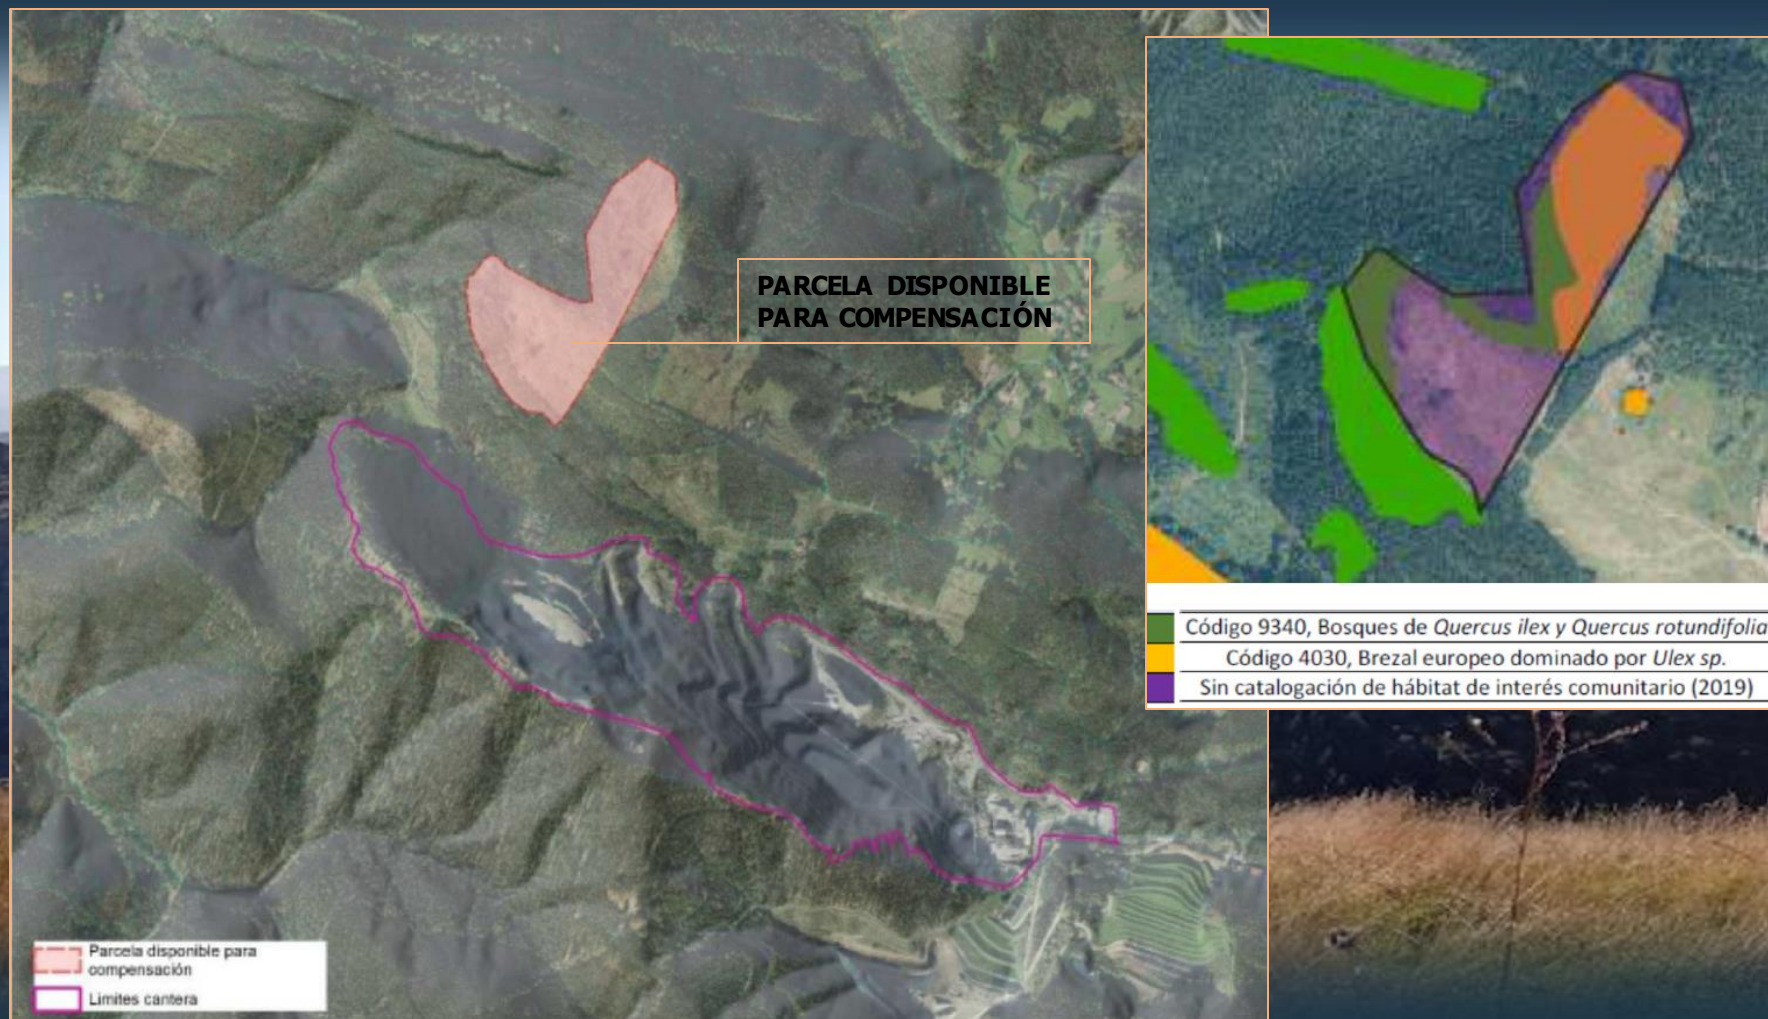 PARCELA DISPONIBLE
PARA COMPENSACIÓN
Parcela disponible para
compensación
Limites cantera
Código 9340, Bosques de Quercus ilex y Quercus rotundifolia
Código 4030, Brezal europeo dominado por Ulex sp.
Sin catalogación de hábitat de interés comunitario (2019)